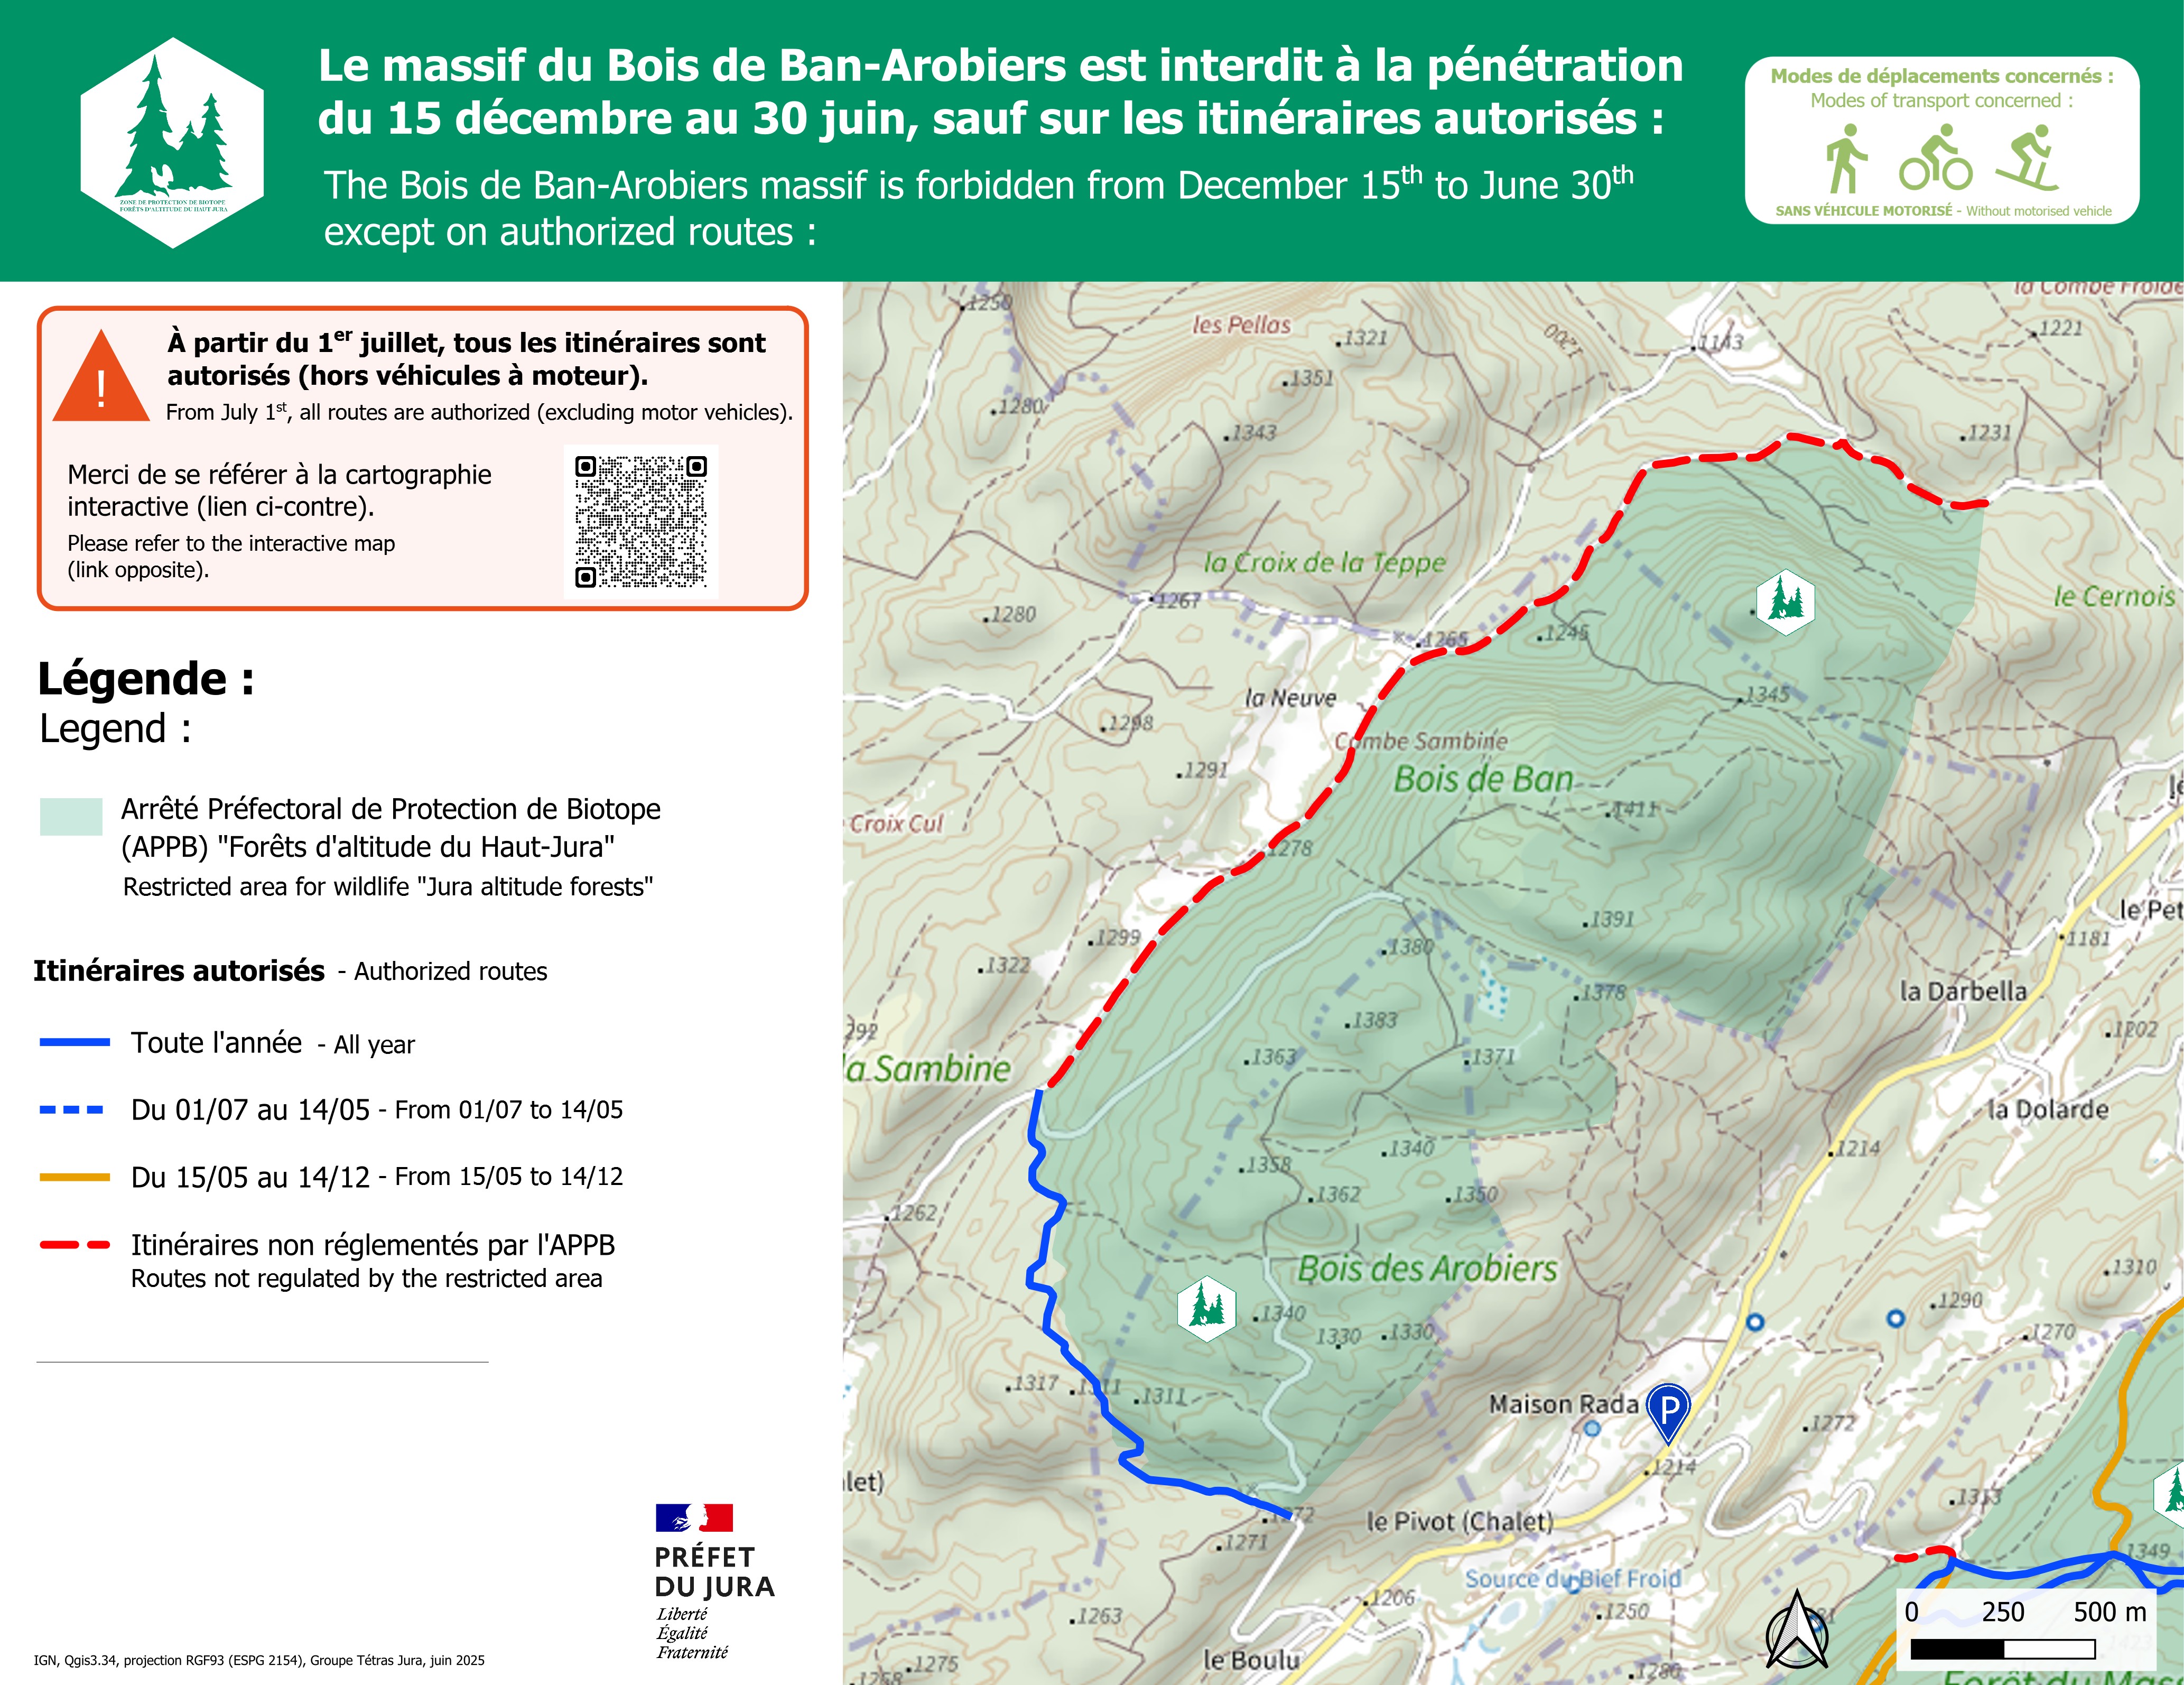 Le massif du Bois de Ban-Arobiers est interdit à la pénétration
du 15 décembre au 30 juin, sauf sur les itinéraires autorisés :
The Bois de Ban-Arobiers massif is forbidden from December 15th to June 30th
except on authorized routes :
ZONE DE PROTECTION DE BIOTOPE
FORÊTS D'ALTITUDE DU HAUT-JURA
Modes de déplacements concernés :
Modes of transport concerned :
SANS VÉHICULE MOTORISÉ - Without motorised vehicle
!
À partir du 1er juillet, tous les itinéraires sont
autorisés (hors véhicules à moteur).
From July 1st, all routes are authorized (excluding motor vehicles).
Merci de se référer à la cartographie
interactive (lien ci-contre).
Please refer to the interactive map
(link opposite).
Légende :
Legend :
Arrêté Préfectoral de Protection de Biotope
(APPB) "Forêts d'altitude du Haut-Jura"
Restricted area for wildlife "Jura altitude forests"
Itinéraires autorisés - Authorized routes
Toute l'année - All year
Du 01/07 au 14/05 - From 01/07 to 14/05
Du 15/05 au 14/12 - From 15/05 to 14/12
Itinéraires non réglementés par l'APPB
Routes not regulated by the restricted area
PRÉFET
DU JURA
Liberté
Égalité
Fraternité
IGN, Qgis3.34, projection RGF93 (ESPG 2154), Groupe Tétras Jura, juin 2025
la Combe Froide
1250
les Pellas
1321
1200
1143
1221
1351
1280
1343
1231
la Croix de la Teppe
1267
1280
1265
1245
le Cernois
la Neuve
1345
1298
Combe Sambine
1291
Bois de Ban
1411
Croix Cul
1278
1391
le Pet
1299
1380
1181
1322
1378
la Darbella
292
1383
1202
la Sambine
1363
1371
la Dolarde
1340
1214
1358
1362
1350
1262
Bois des Arobiers
1310
1340
1290
1330
1330
1270
1317
1311
1311
Maison Rada
P
1272
1214
let)
1313
1272
le Pivot (Chalet)
1271
1349
Source du Bief Froid
1206
1250
1263
0 250 500 m
le Boulu
1275
1268
1280
1423
Forêt du Mas